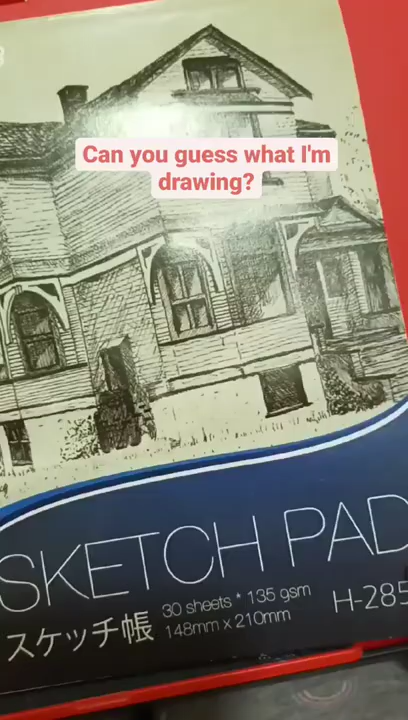 Can you guess what I'm
drawing?
SKETCH PAD
スケッチ帳
30 sheets * 135 gsm
148mm x 210mm
H-285